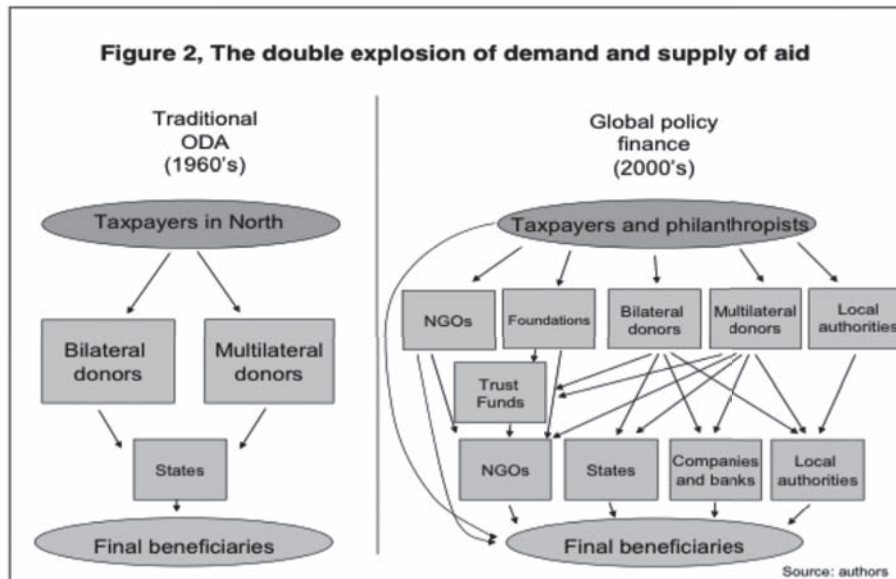 Figure 2, The double explosion of demand and supply of aid
Traditional
ODA
(1960's)
Taxpayers in North
Bilateral
donors
Multilateral
donors
States
Final beneficiaries
Global policy
finance
(2000's)
Taxpayers and philanthropists
NGOs
Foundations
Bilateral
donors
Multilateral
donors
Local
authorities
Trust
Funds
NGOs
States
Companies
and banks
Local
authorities
Final beneficiaries
Source: authors